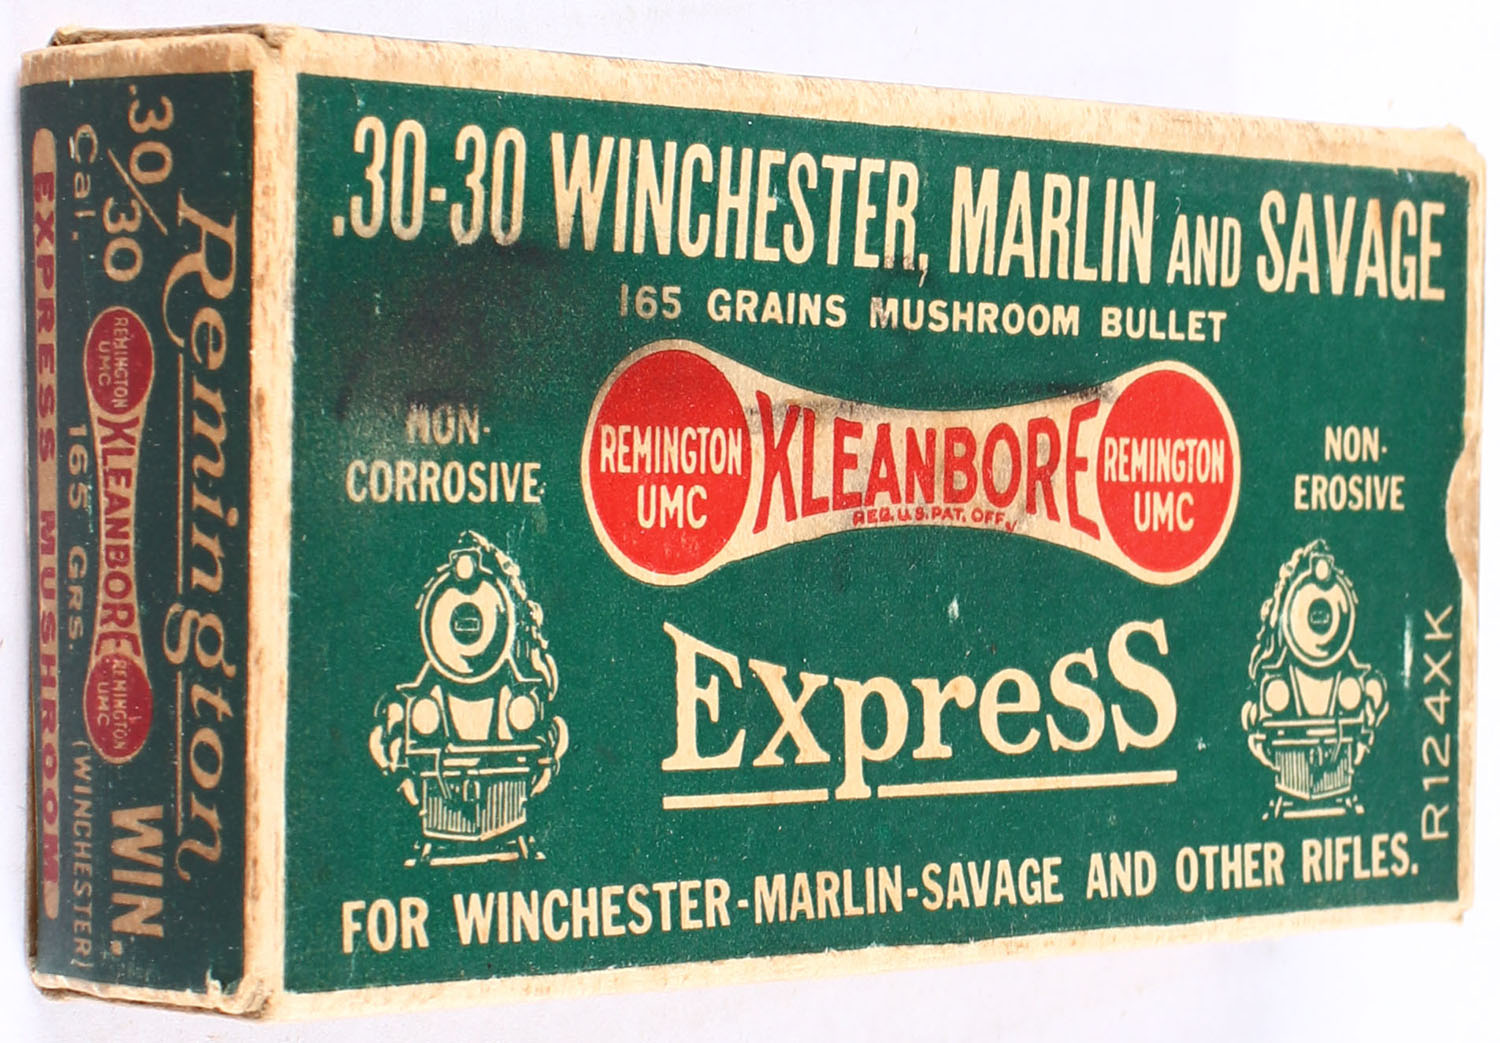 .30-30 WINCHESTER, MARLIN AND SAVAGE
165 GRAINS MUSHROOM BULLET
NON-
CORROSIVE
REMINGTON
UMC
KLEANBORE
REG. U.S. PAT. OFF.
REMINGTON
UMC
NON-
EROSIVE
Express
R124XK
FOR WINCHESTER-MARLIN-SAVAGE AND OTHER RIFLES.
Remington
.30/30
WIN.
Cal.
REMINGTON
UMC
KLEANBORE
REMINGTON
UMC
165 GRS.
(WINCHESTER)
EXPRESS MUSHROOM